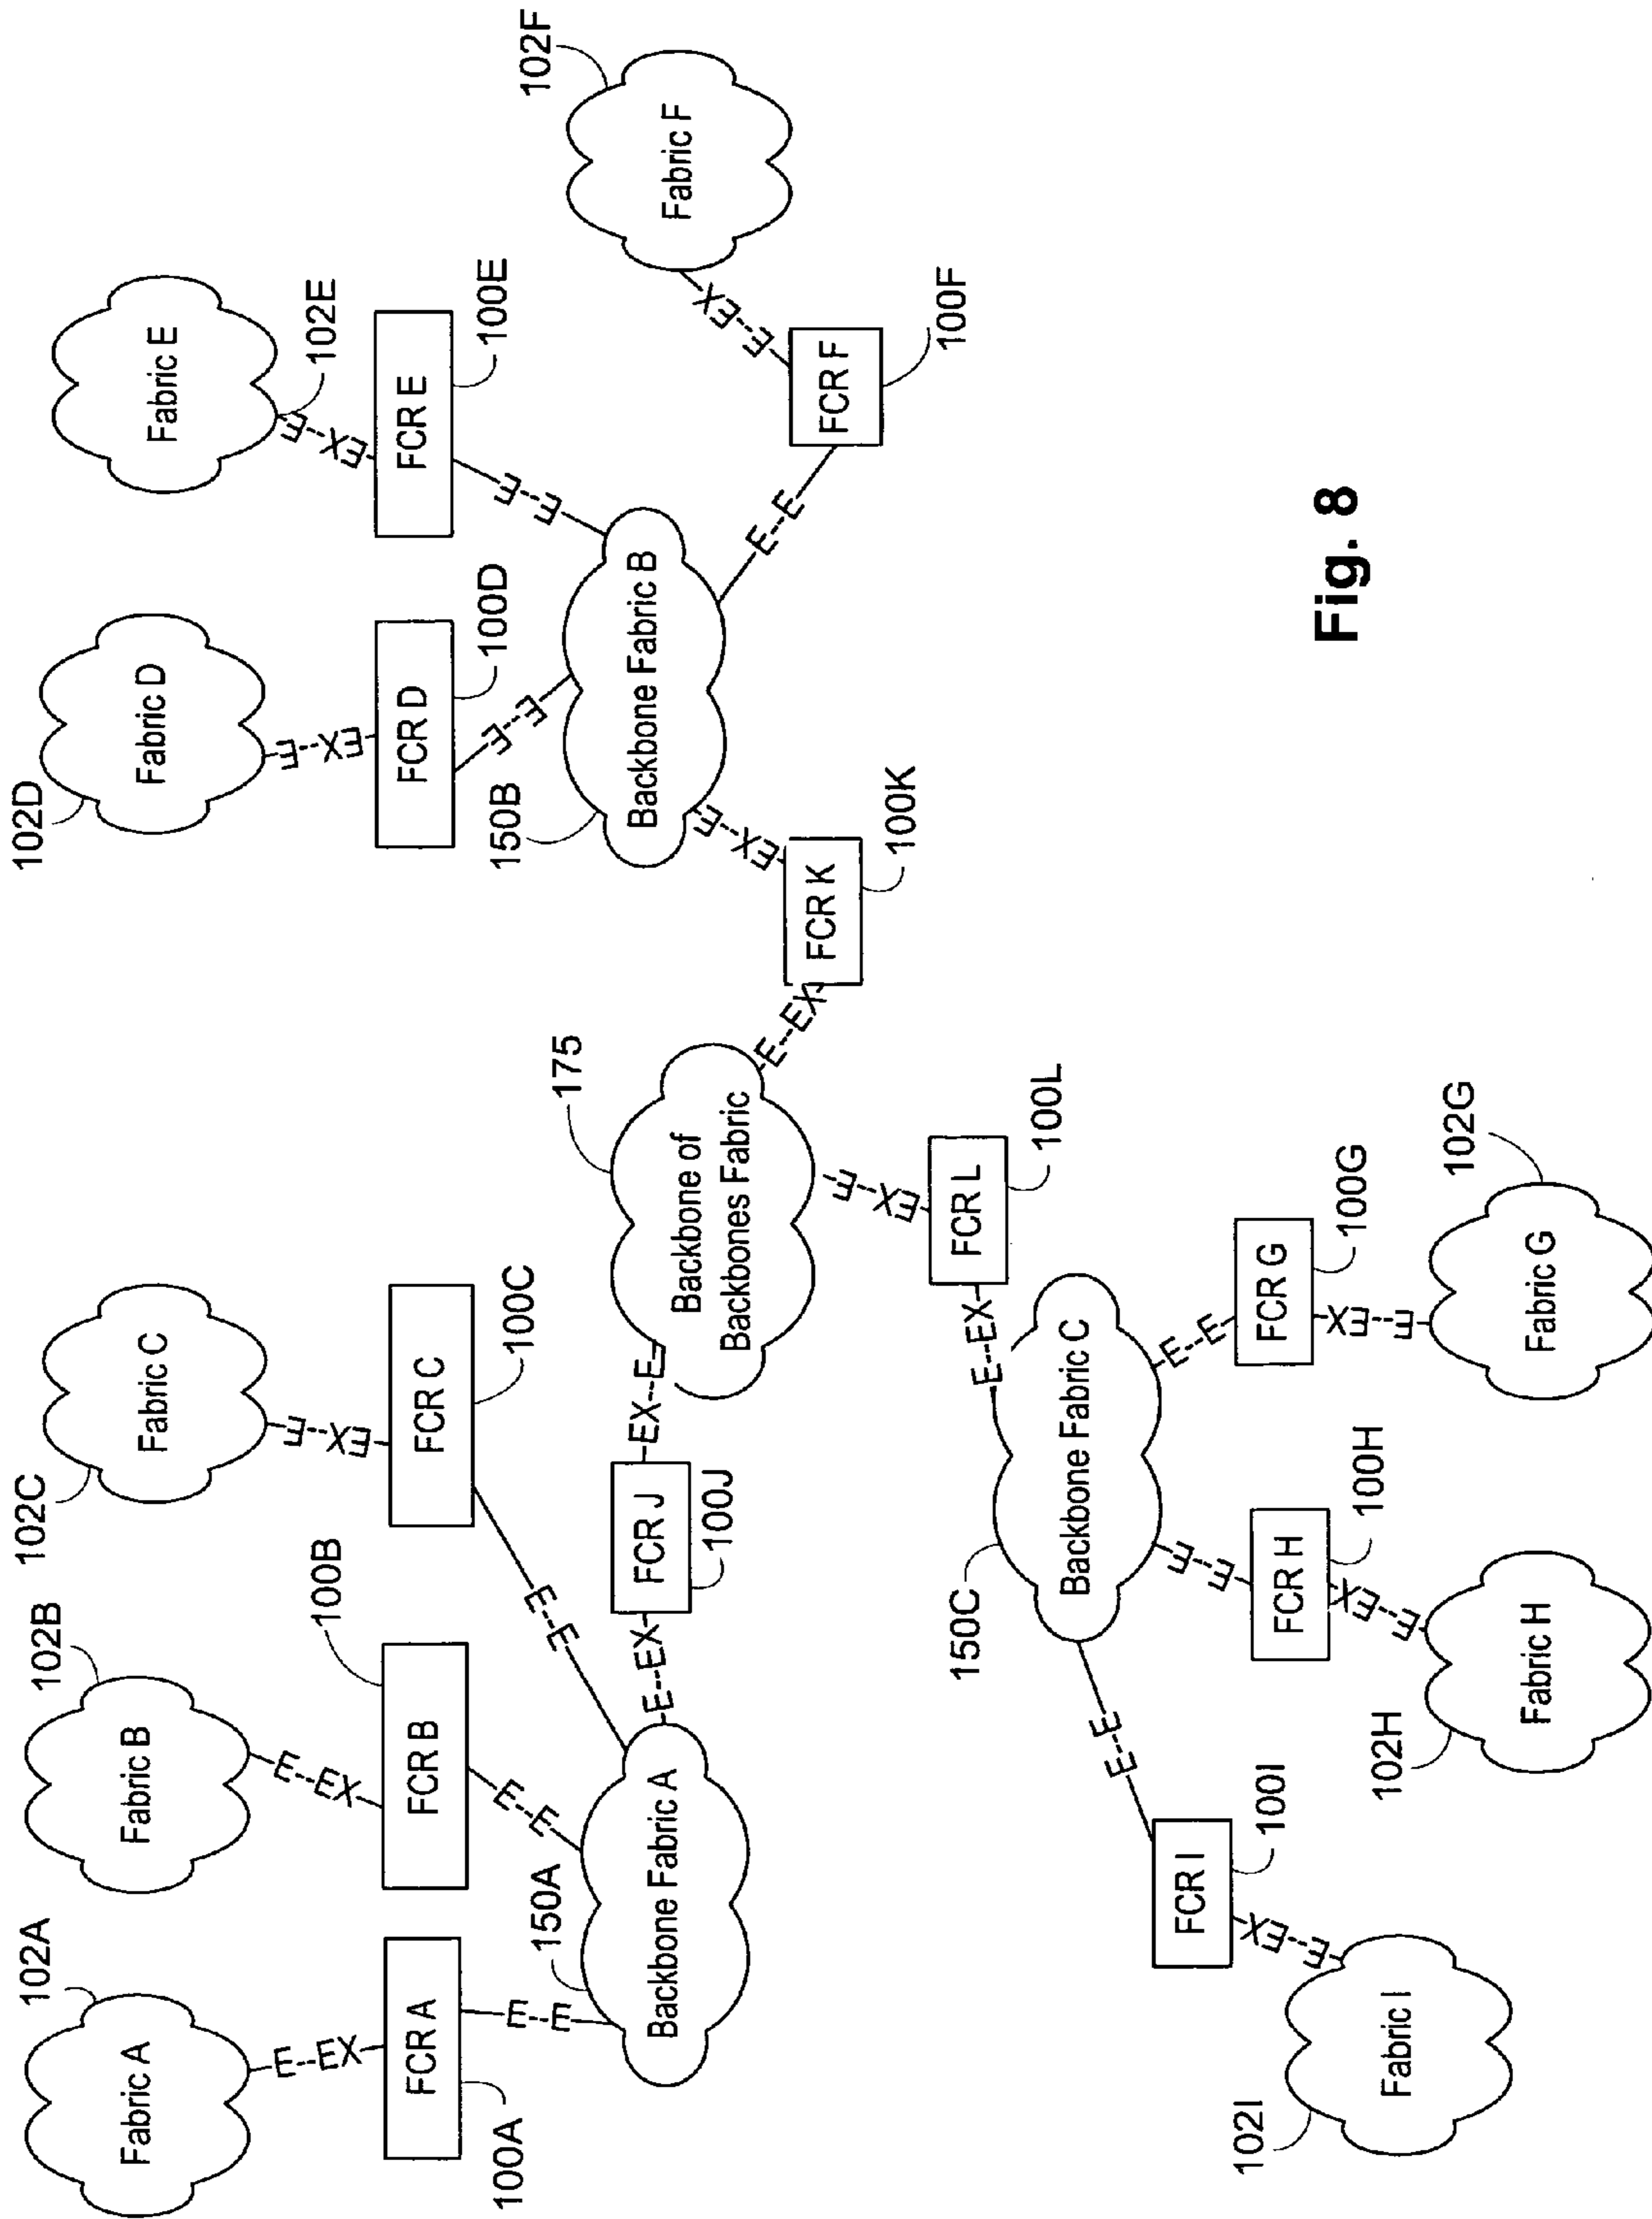 102A
Fabric A
E--EX
FCR A
100A
E--E
102B
Fabric B
E--EX
FCR B
100B
E--E
102C
Fabric C
E--EX
FCR C
100C
E--E
150A
Backbone Fabric A
E--EX
FCR J
100J
EX--E
175
Backbone of
Backbones Fabric
102D
Fabric D
E--EX
FCR D
100D
E--E
Fabric E
102E
E--EX
FCR E
100E
E--E
150B
Backbone Fabric B
102F
Fabric F
EX--E
FCR F
100F
E--E
E--EX
FCR K
100K
E--EX
E--EX
FCR L
100L
E--EX
150C
Backbone Fabric C
E--E
FCR I
100I
EX--E
102I
Fabric I
E--E
FCR H
100H
EX--E
102H
Fabric H
E--E
FCR G
100G
EX--E
102G
Fabric G
Fig. 8